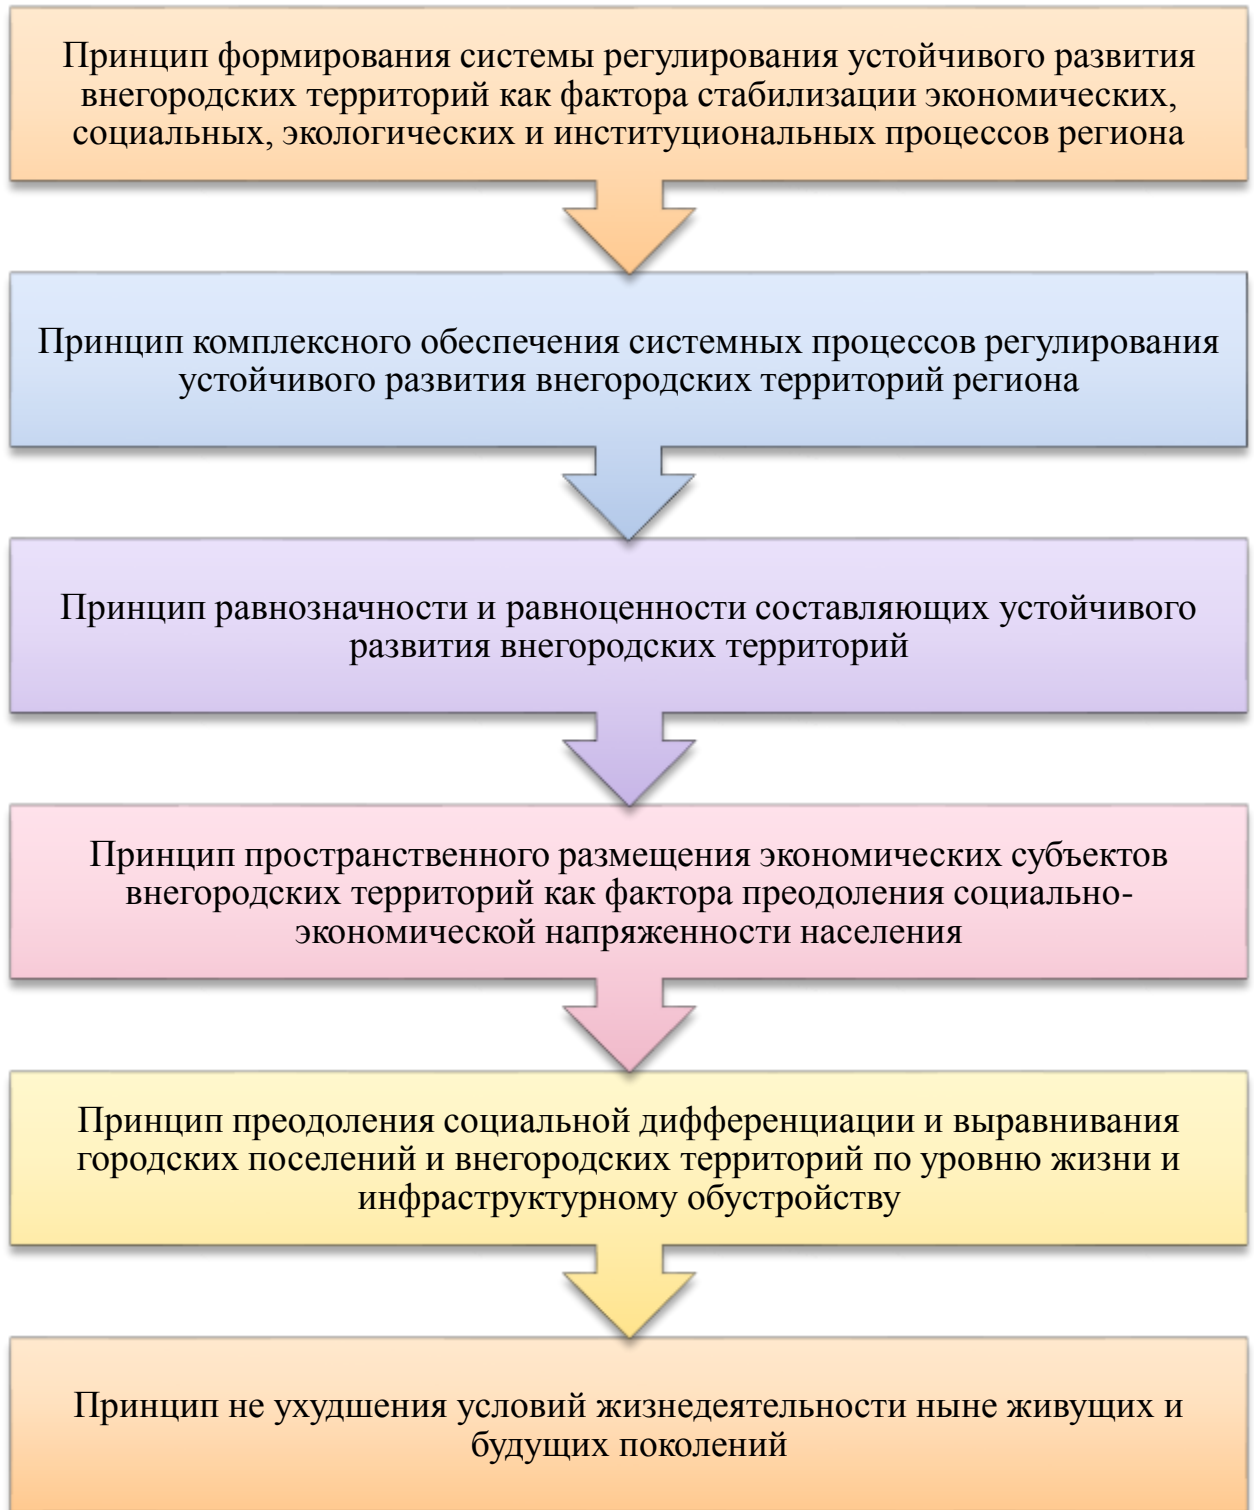 Принцип формирования системы регулирования устойчивого развития
внегородских территорий как фактора стабилизации экономических,
социальных, экологических и институциональных процессов региона
Принцип комплексного обеспечения системных процессов регулирования
устойчивого развития внегородских территорий региона
Принцип равнозначности и равноценности составляющих устойчивого
развития внегородских территорий
Принцип пространственного размещения экономических субъектов
внегородских территорий как фактора преодоления социально-
экономической напряженности населения
Принцип преодоления социальной дифференциации и выравнивания
городских поселений и внегородских территорий по уровню жизни и
инфраструктурному обустройству
Принцип не ухудшения условий жизнедеятельности ныне живущих и
будущих поколений